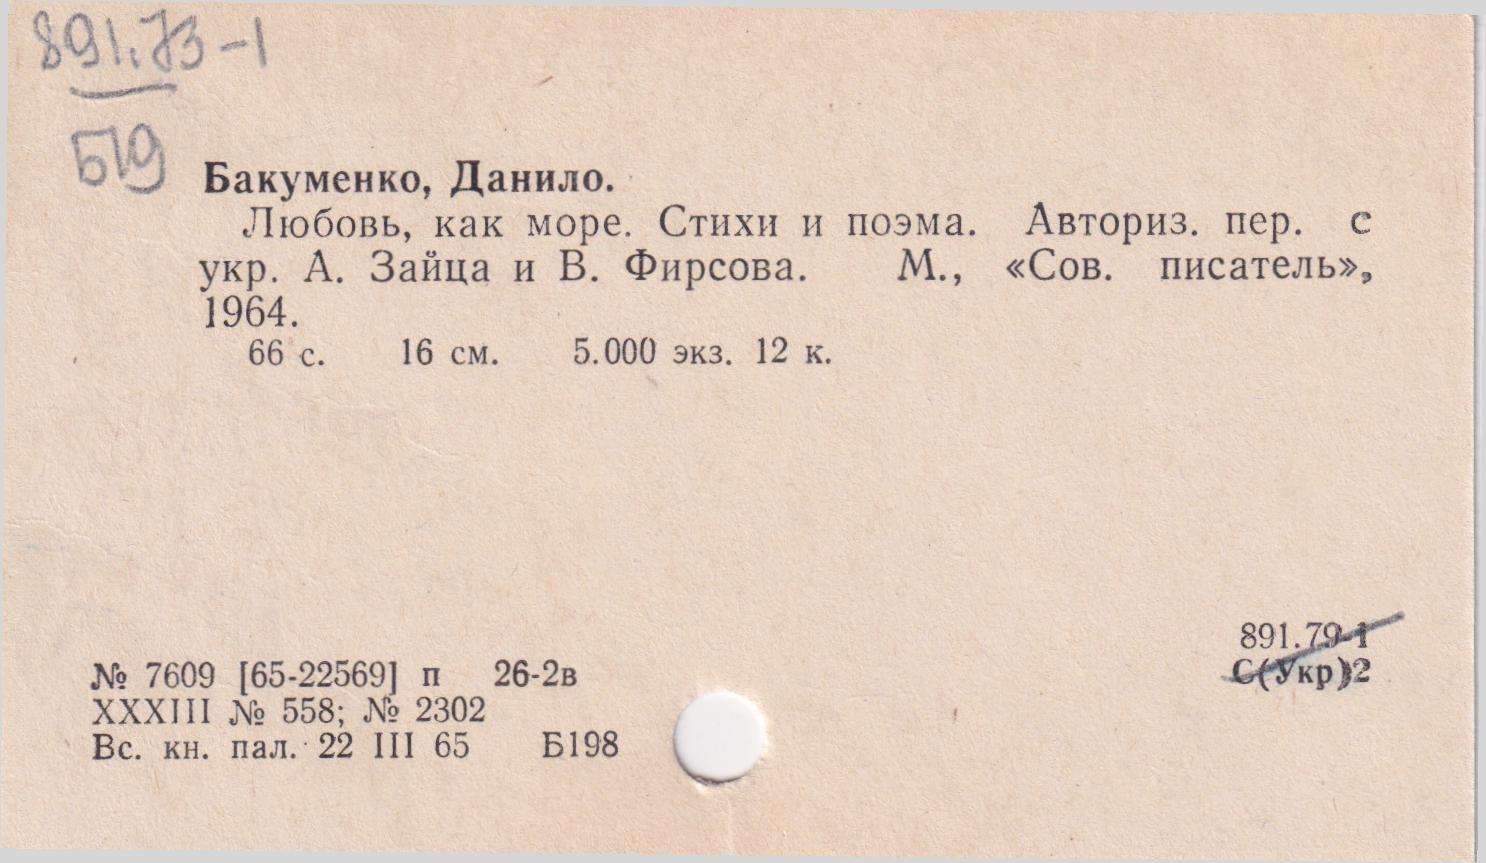 891.73-1
Б19
Бакуменко, Данило.
Любовь, как море. Стихи и поэма. Авториз. пер. с
укр. А. Зайца и В. Фирсова. М., «Сов. писатель»,
1964.
66 с. 16 см. 5.000 экз. 12 к.
891.79-1
С(Укр)2
№ 7609 [65-22569] п 26-2в
XXXIII № 558; № 2302
Вс. кн. пал. 22 III 65 Б198